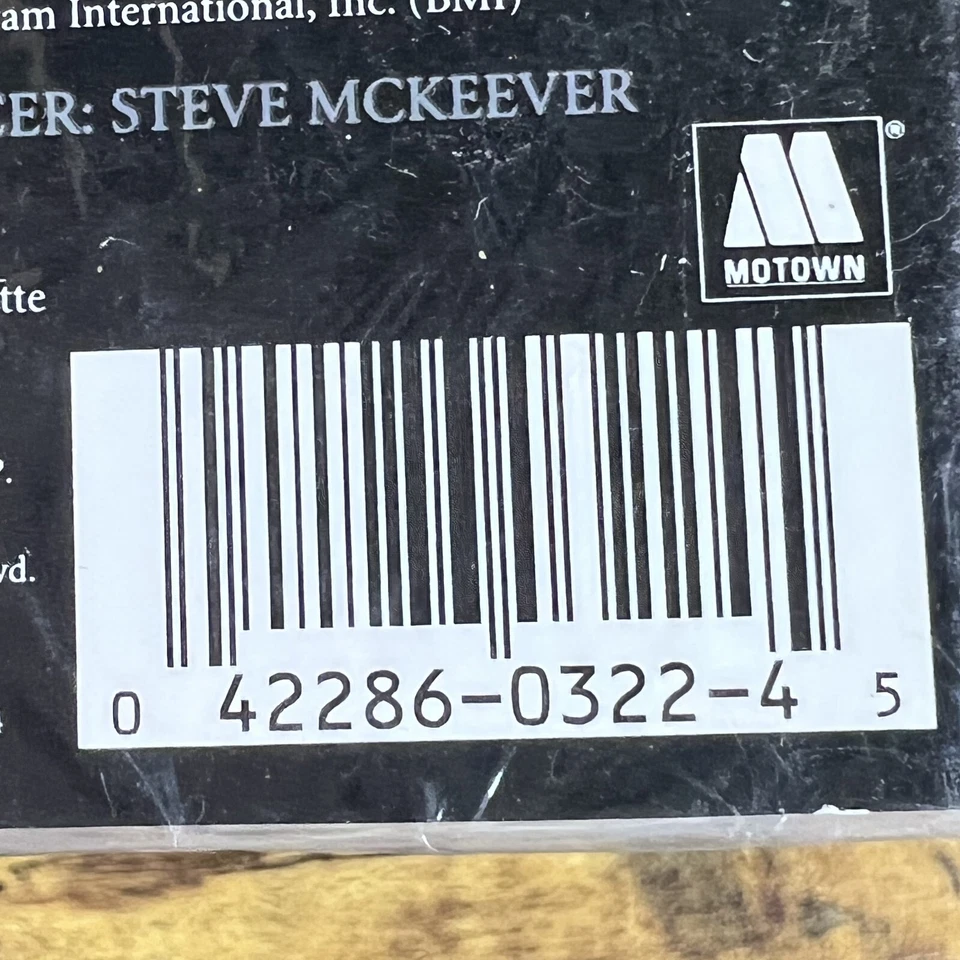 am International, Inc. (BMI)
CER: STEVE MCKEEVER
®
MOTOWN
tte
?.
vd.
0 42286-0322-4 5